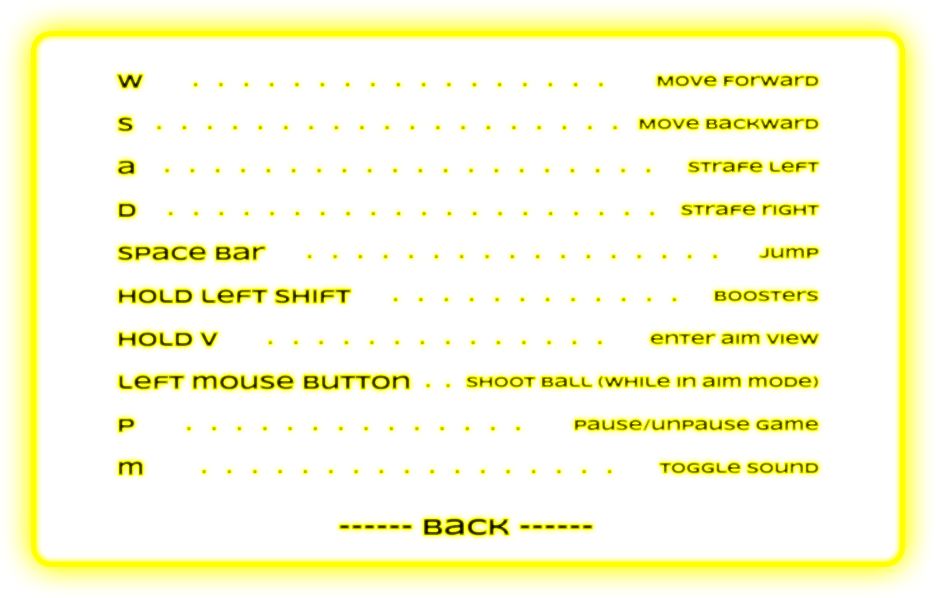 W . . . . . . . . . . . . . . . . . Move Forward
S . . . . . . . . . . . . . . . . . . . Move Backward
a . . . . . . . . . . . . . . . . . . . . Strafe Left
D . . . . . . . . . . . . . . . . . . . . Strafe Right
Space Bar . . . . . . . . . . . . . . . . . Jump
Hold Left Shift . . . . . . . . . . . . Boosters
Hold V . . . . . . . . . . . . . . enter aim view
Left mouse Button . . Shoot Ball (while in aim mode)
P . . . . . . . . . . . . . . Pause/unpause Game
m . . . . . . . . . . . . . . . . . Toggle Sound
------ Back ------